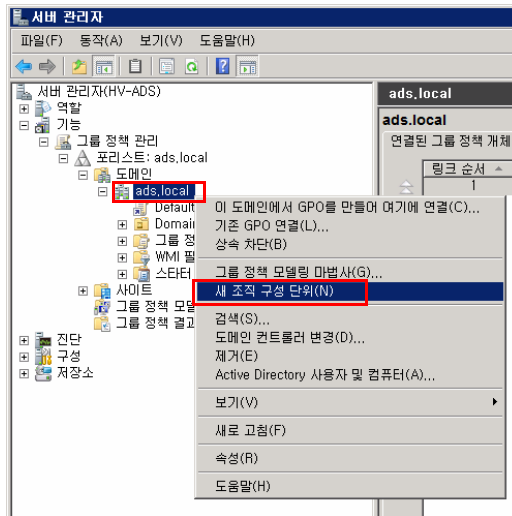 서버 관리자
파일(F) 동작(A) 보기(V) 도움말(H)
서버 관리자(HV-ADS)
역할
기능
그룹 정책 관리
포리스트: ads.local
도메인
ads.local
Default
Domai
그룹 정
WMI 필
스타터
사이트
그룹 정책 모델
그룹 정책 결과
진단
구성
저장소
ads.local
ads.local
연결된 그룹 정책 개체
링크 순서
1
이 도메인에서 GPO를 만들어 여기에 연결(C)...
기존 GPO 연결(L)...
상속 차단(B)
그룹 정책 모델링 마법사(G)...
새 조직 구성 단위(N)
검색(S)...
도메인 컨트롤러 변경(D)...
제거(E)
Active Directory 사용자 및 컴퓨터(A)...
보기(V)
새로 고침(F)
속성(R)
도움말(H)